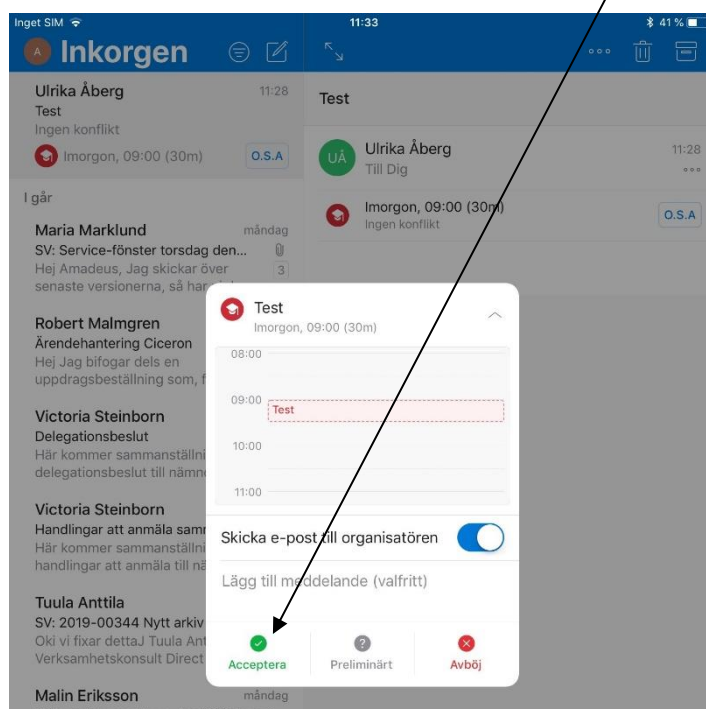 Inget SIM
11:33
41 %
A
Inkorgen
Ulrika Åberg
11:28
Test
Ingen konflikt
Imorgon, 09:00 (30m)
O.S.A
I går
Maria Marklund
måndag
SV: Service-fönster torsdag den...
Hej Amadeus, Jag skickar över
3
senaste versionerna, så har
Robert Malmgren
Ärendehantering Ciceron
Hej Jag bifogar dels en
uppdragsbeställning som, f
Victoria Steinborn
Delegationsbeslut
Här kommer sammanställni
delegationsbeslut till nämn
Victoria Steinborn
Handlingar att anmäla sam
Här kommer sammanställni
handlingar att anmäla till nä
Tuula Anttila
SV: 2019-00344 Nytt arkiv
Oki vi fixar dettaJ Tuula Ant
Verksamhetskonsult Direct
Malin Eriksson
måndag
Test
UÅ
Ulrika Åberg
11:28
Till Dig
Imorgon, 09:00 (30m)
Ingen konflikt
O.S.A
Test
Imorgon, 09:00 (30m)
08:00
09:00
Test
10:00
11:00
Skicka e-post till organisatören
Lägg till meddelande (valfritt)
Acceptera
Preliminärt
Avböj